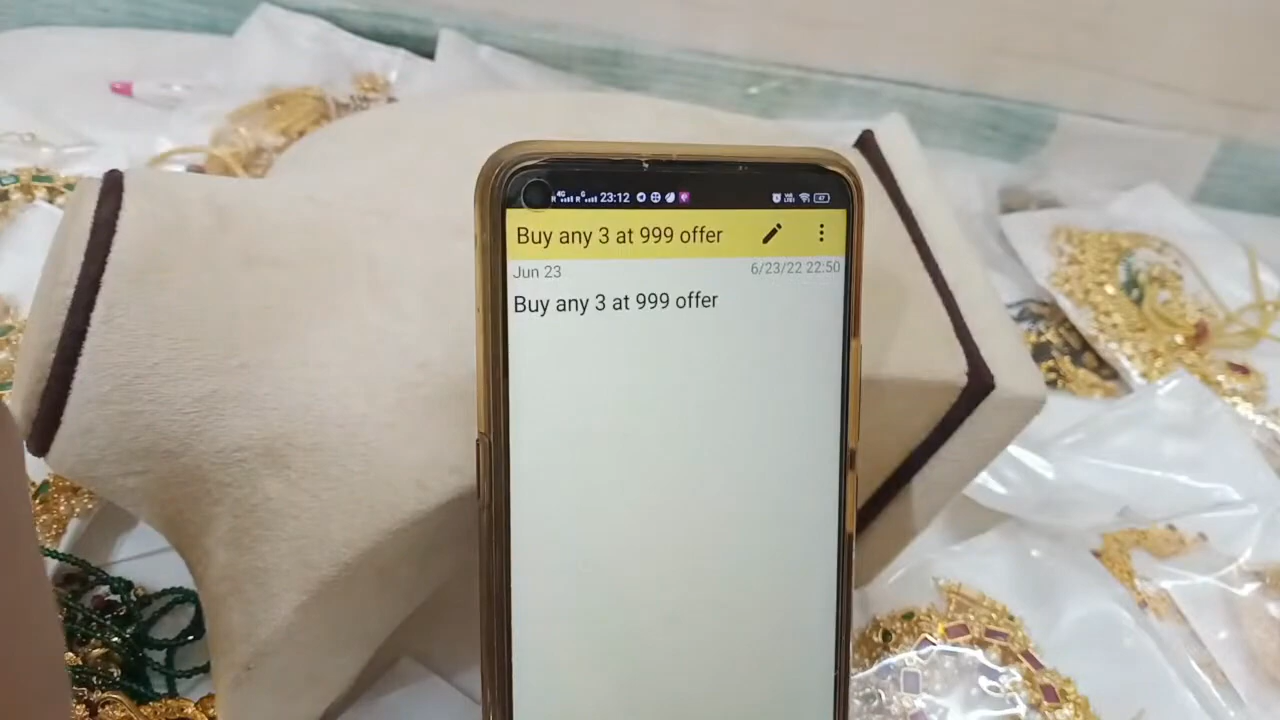 23:12
Buy any 3 at 999 offer
Jun 23 6/23/22 22:50
Buy any 3 at 999 offer